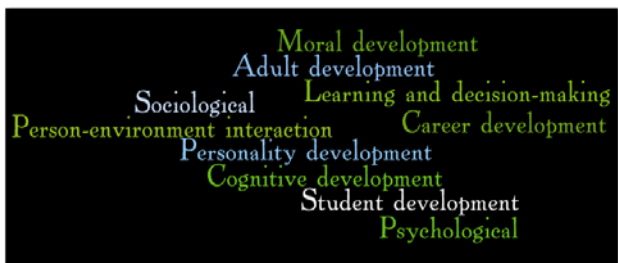 Moral development
Adult development
Learning and decision-making
Sociological
Person-environment interaction
Career development
Personality development
Cognitive development
Student development
Psychological